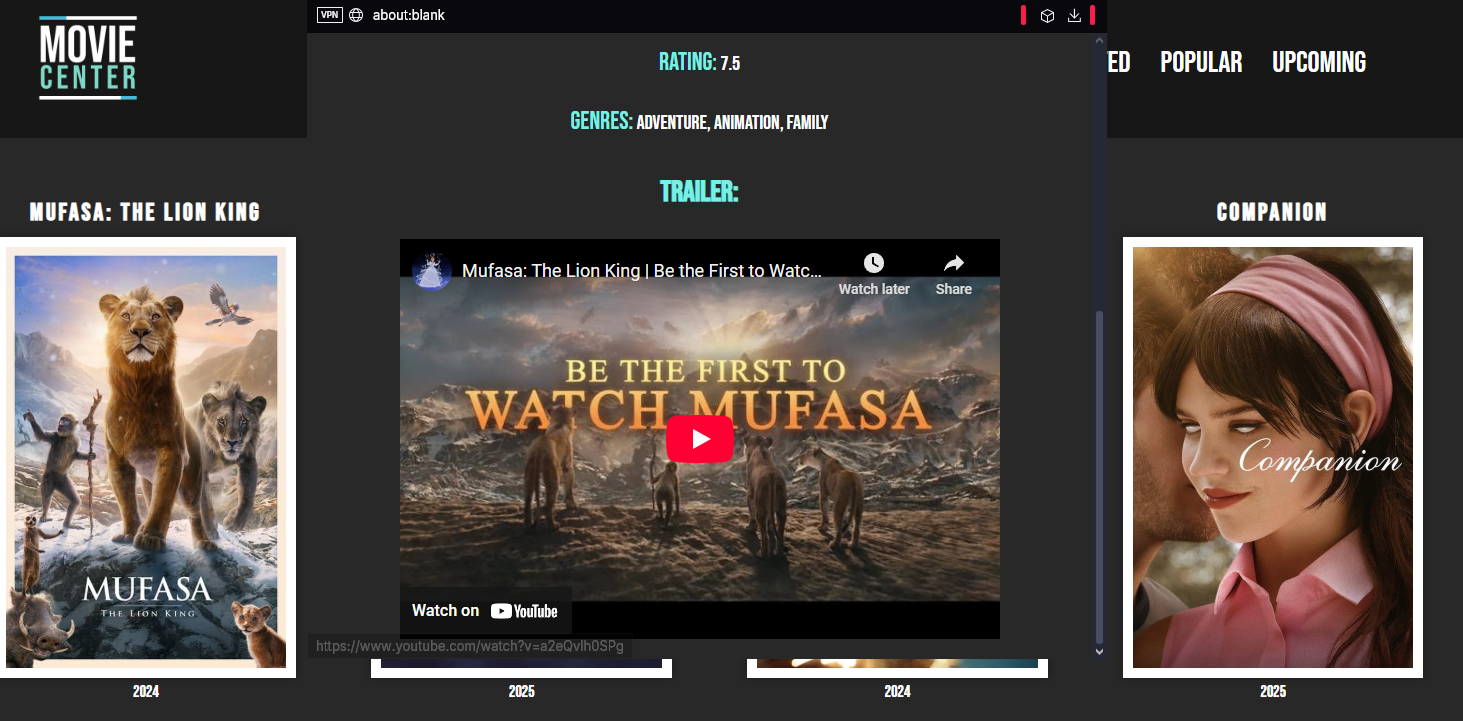 MOVIE
CENTER
VPN about:blank
ED POPULAR UPCOMING
RATING: 7.5
GENRES: ADVENTURE, ANIMATION, FAMILY
TRAILER:
MUFASA: THE LION KING
COMPANION
Mufasa: The Lion King | Be the First to Watc...
Watch later
Share
BE THE FIRST TO
WATCH MUFASA
Companion
MUFASA
THE LION KING
Watch on YouTube
https://www.youtube.com/watch?v=a2eQvIh0SPg
2024
2025
2024
2025